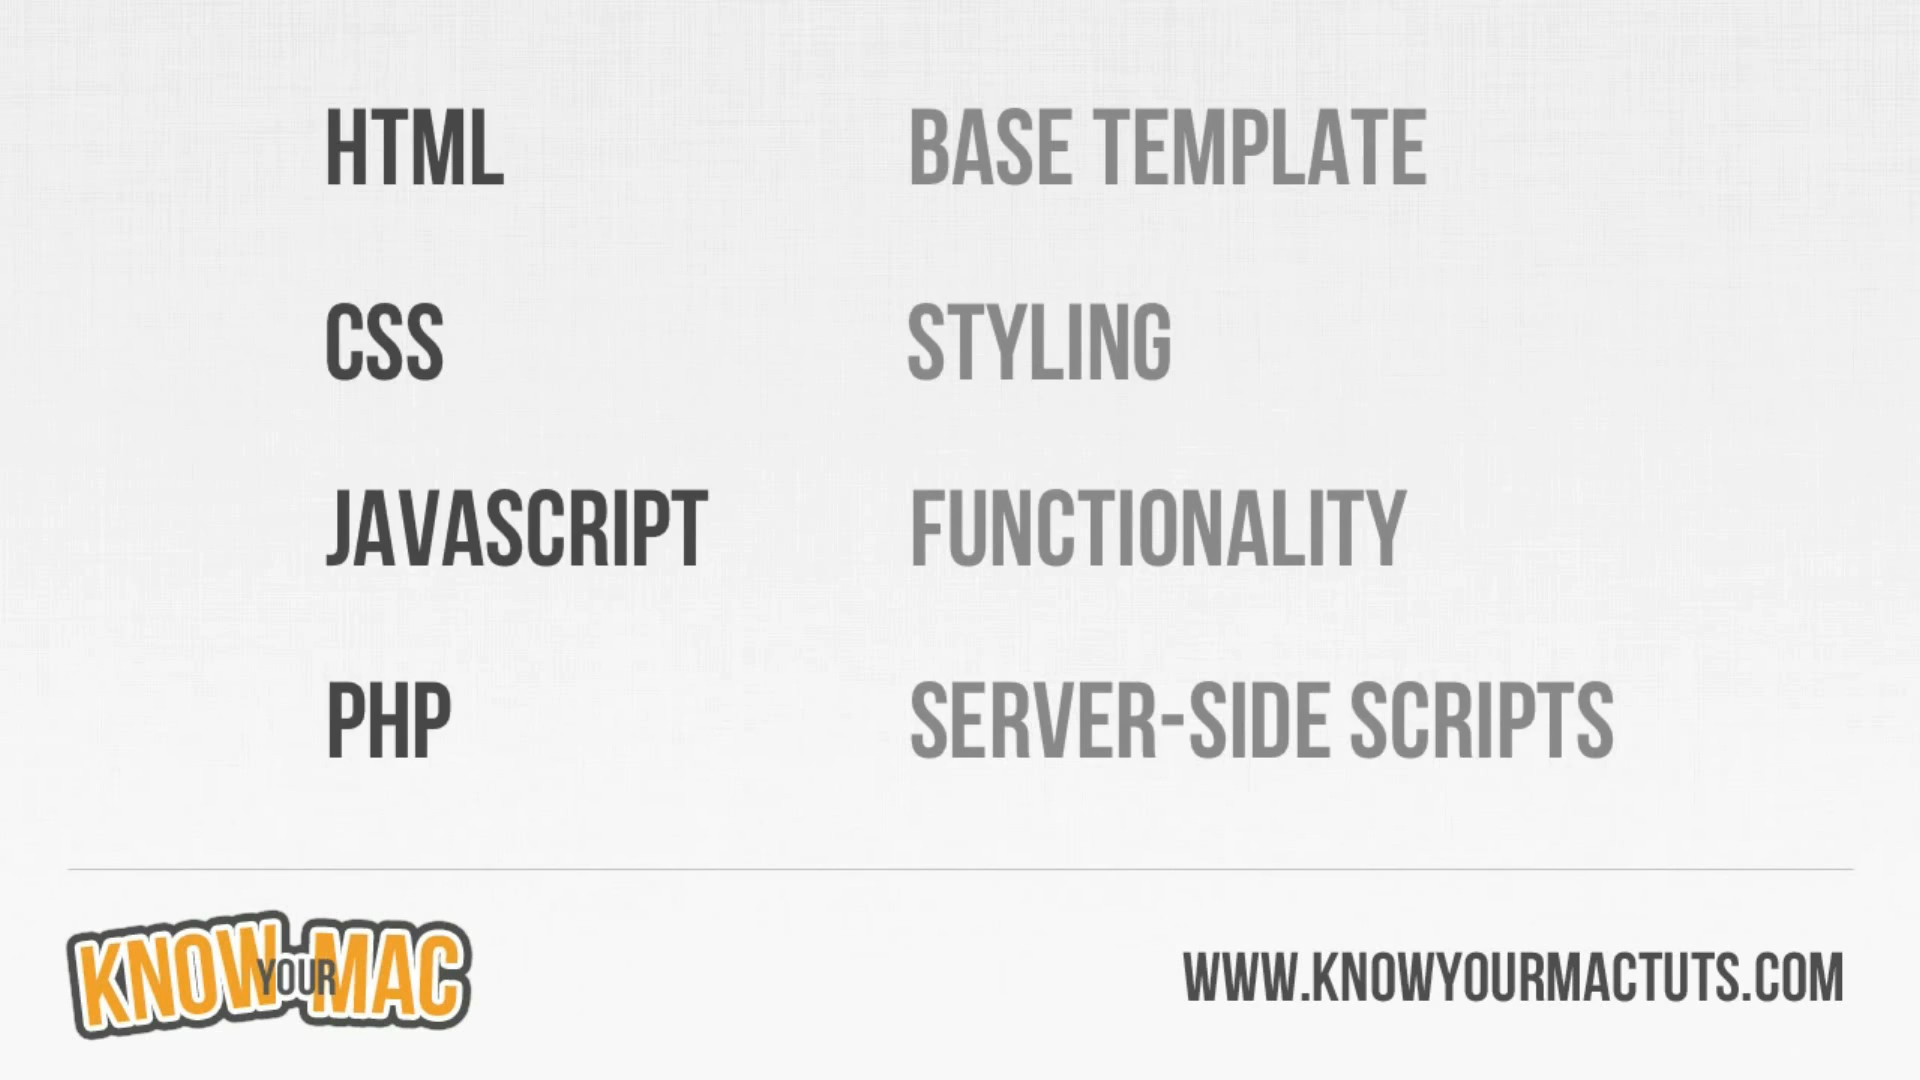 HTML BASE TEMPLATE
CSS STYLING
JAVASCRIPT FUNCTIONALITY
PHP SERVER-SIDE SCRIPTS
KNOW YOUR MAC
WWW.KNOWYOURMACTUTS.COM